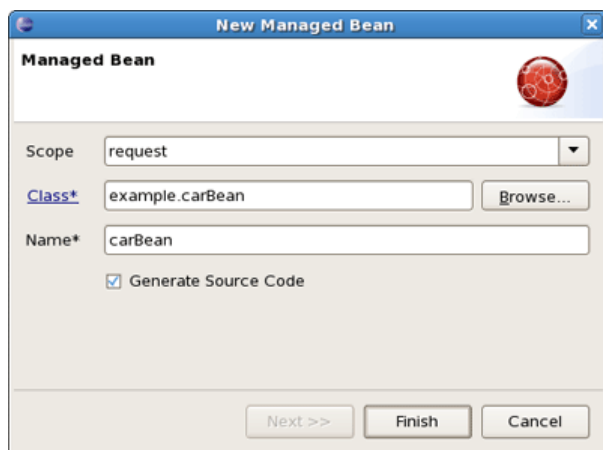 New Managed Bean
Managed Bean
Scope request
Class* example.carBean Browse...
Name* carBean
Generate Source Code
Next >> Finish Cancel